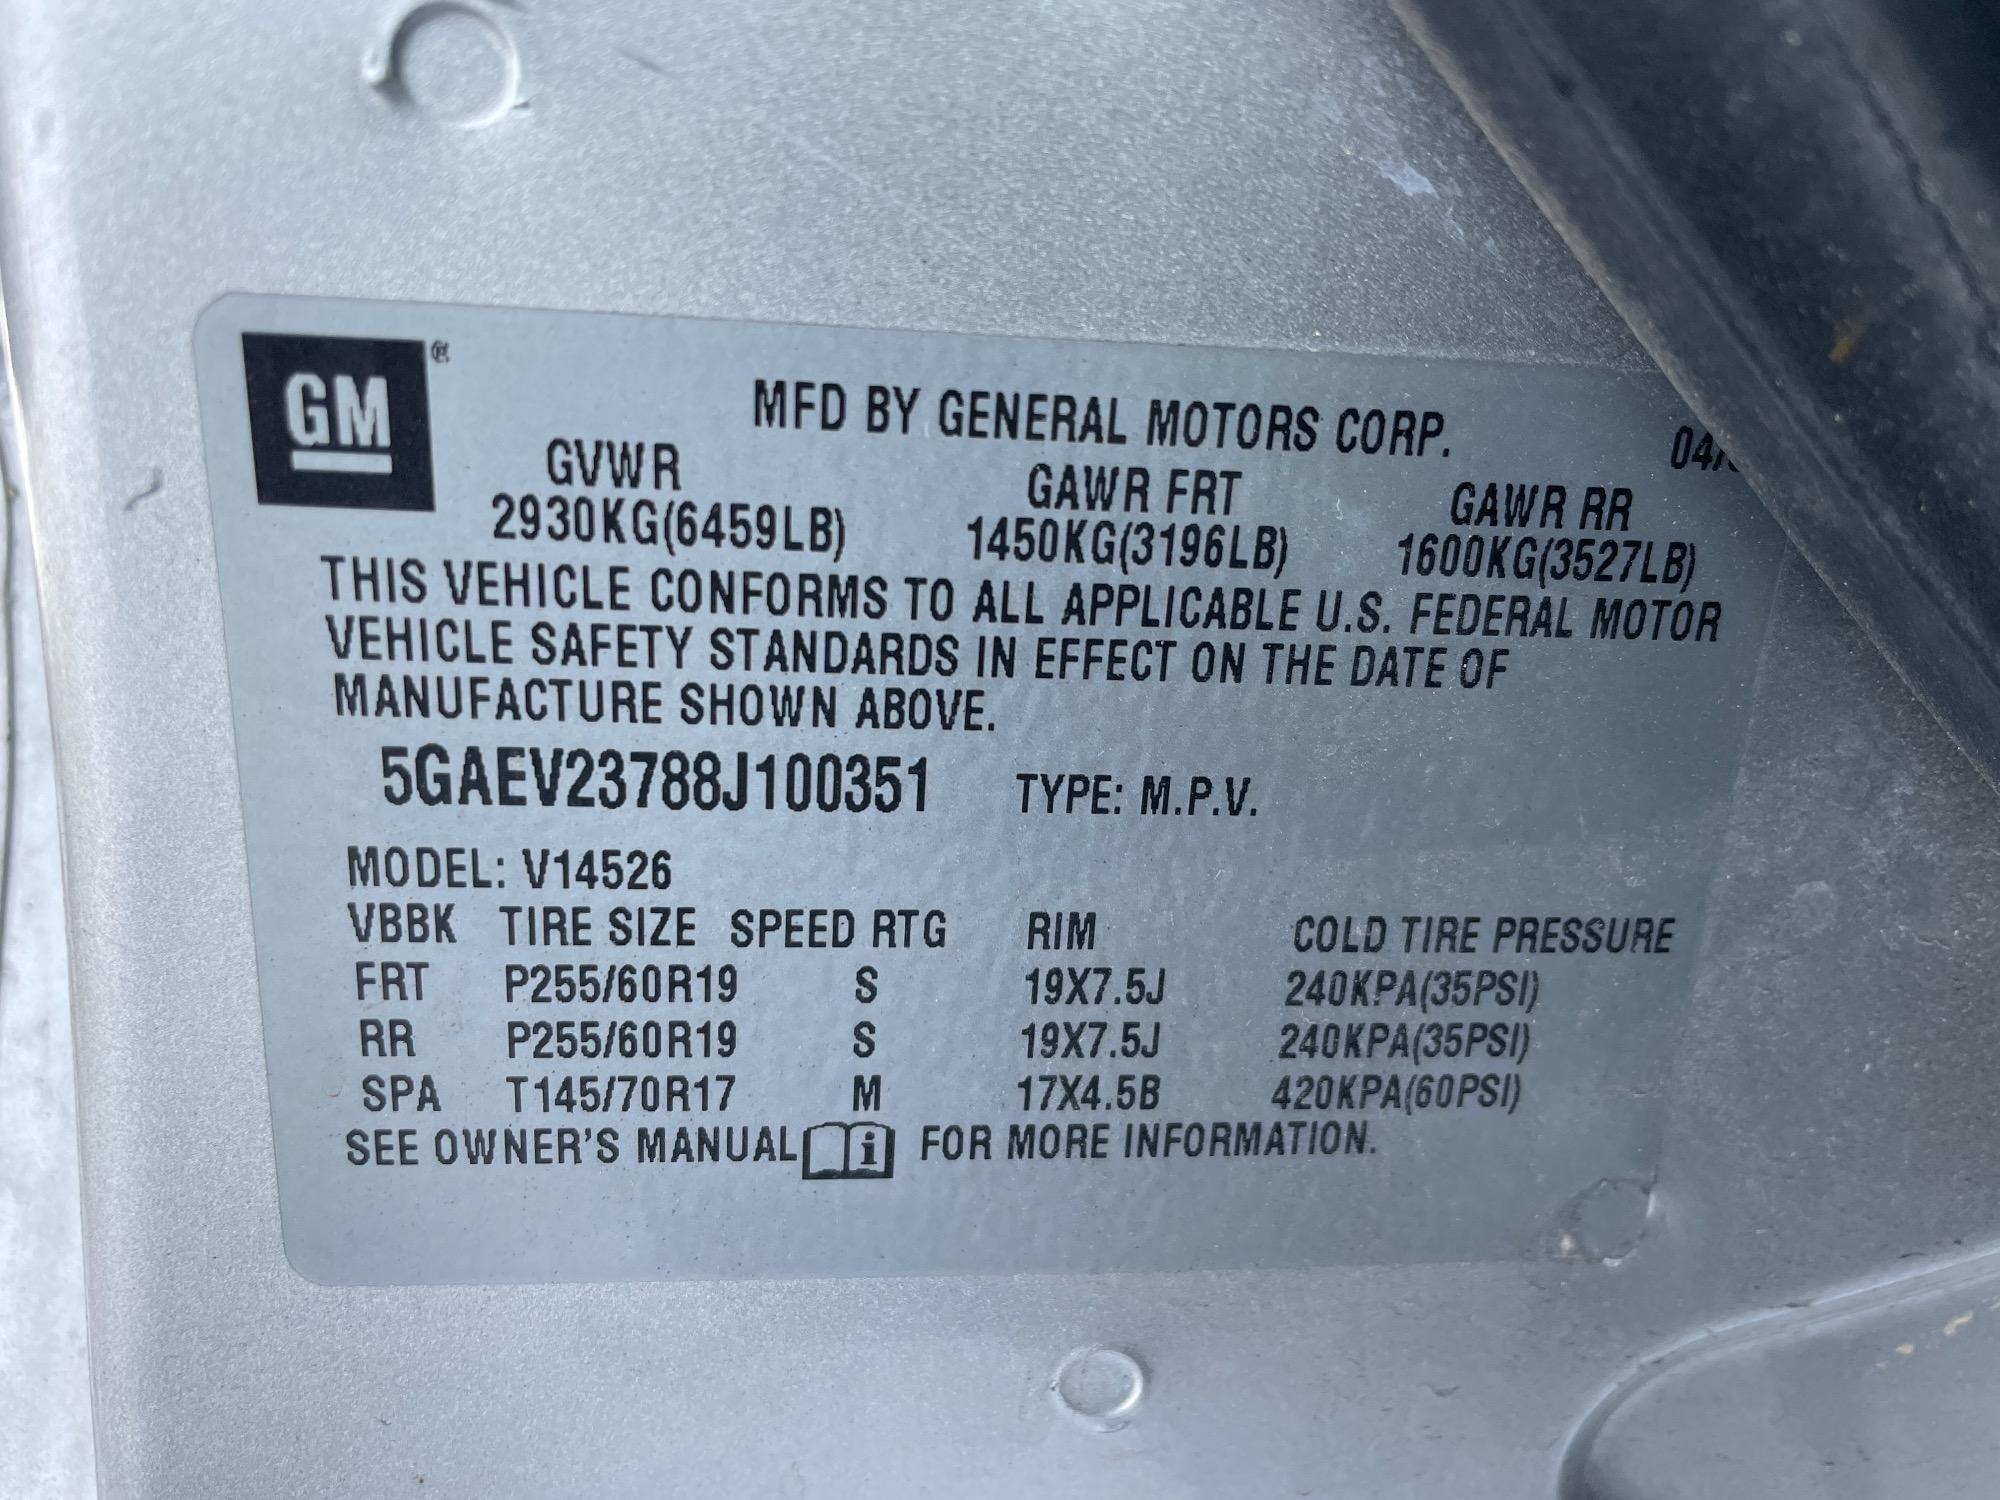 GM ®
MFD BY GENERAL MOTORS CORP.
04/
GVWR GAWR FRT GAWR RR
2930KG(6459LB) 1450KG(3196LB) 1600KG(3527LB)
THIS VEHICLE CONFORMS TO ALL APPLICABLE U.S. FEDERAL MOTOR
VEHICLE SAFETY STANDARDS IN EFFECT ON THE DATE OF
MANUFACTURE SHOWN ABOVE.
5GAEV23788J100351 TYPE: M.P.V.
MODEL: V14526
VBBK TIRE SIZE SPEED RTG RIM COLD TIRE PRESSURE
FRT P255/60R19 S 19X7.5J 240KPA(35PSI)
RR P255/60R19 S 19X7.5J 240KPA(35PSI)
SPA T145/70R17 M 17X4.5B 420KPA(60PSI)
SEE OWNER'S MANUAL i FOR MORE INFORMATION.